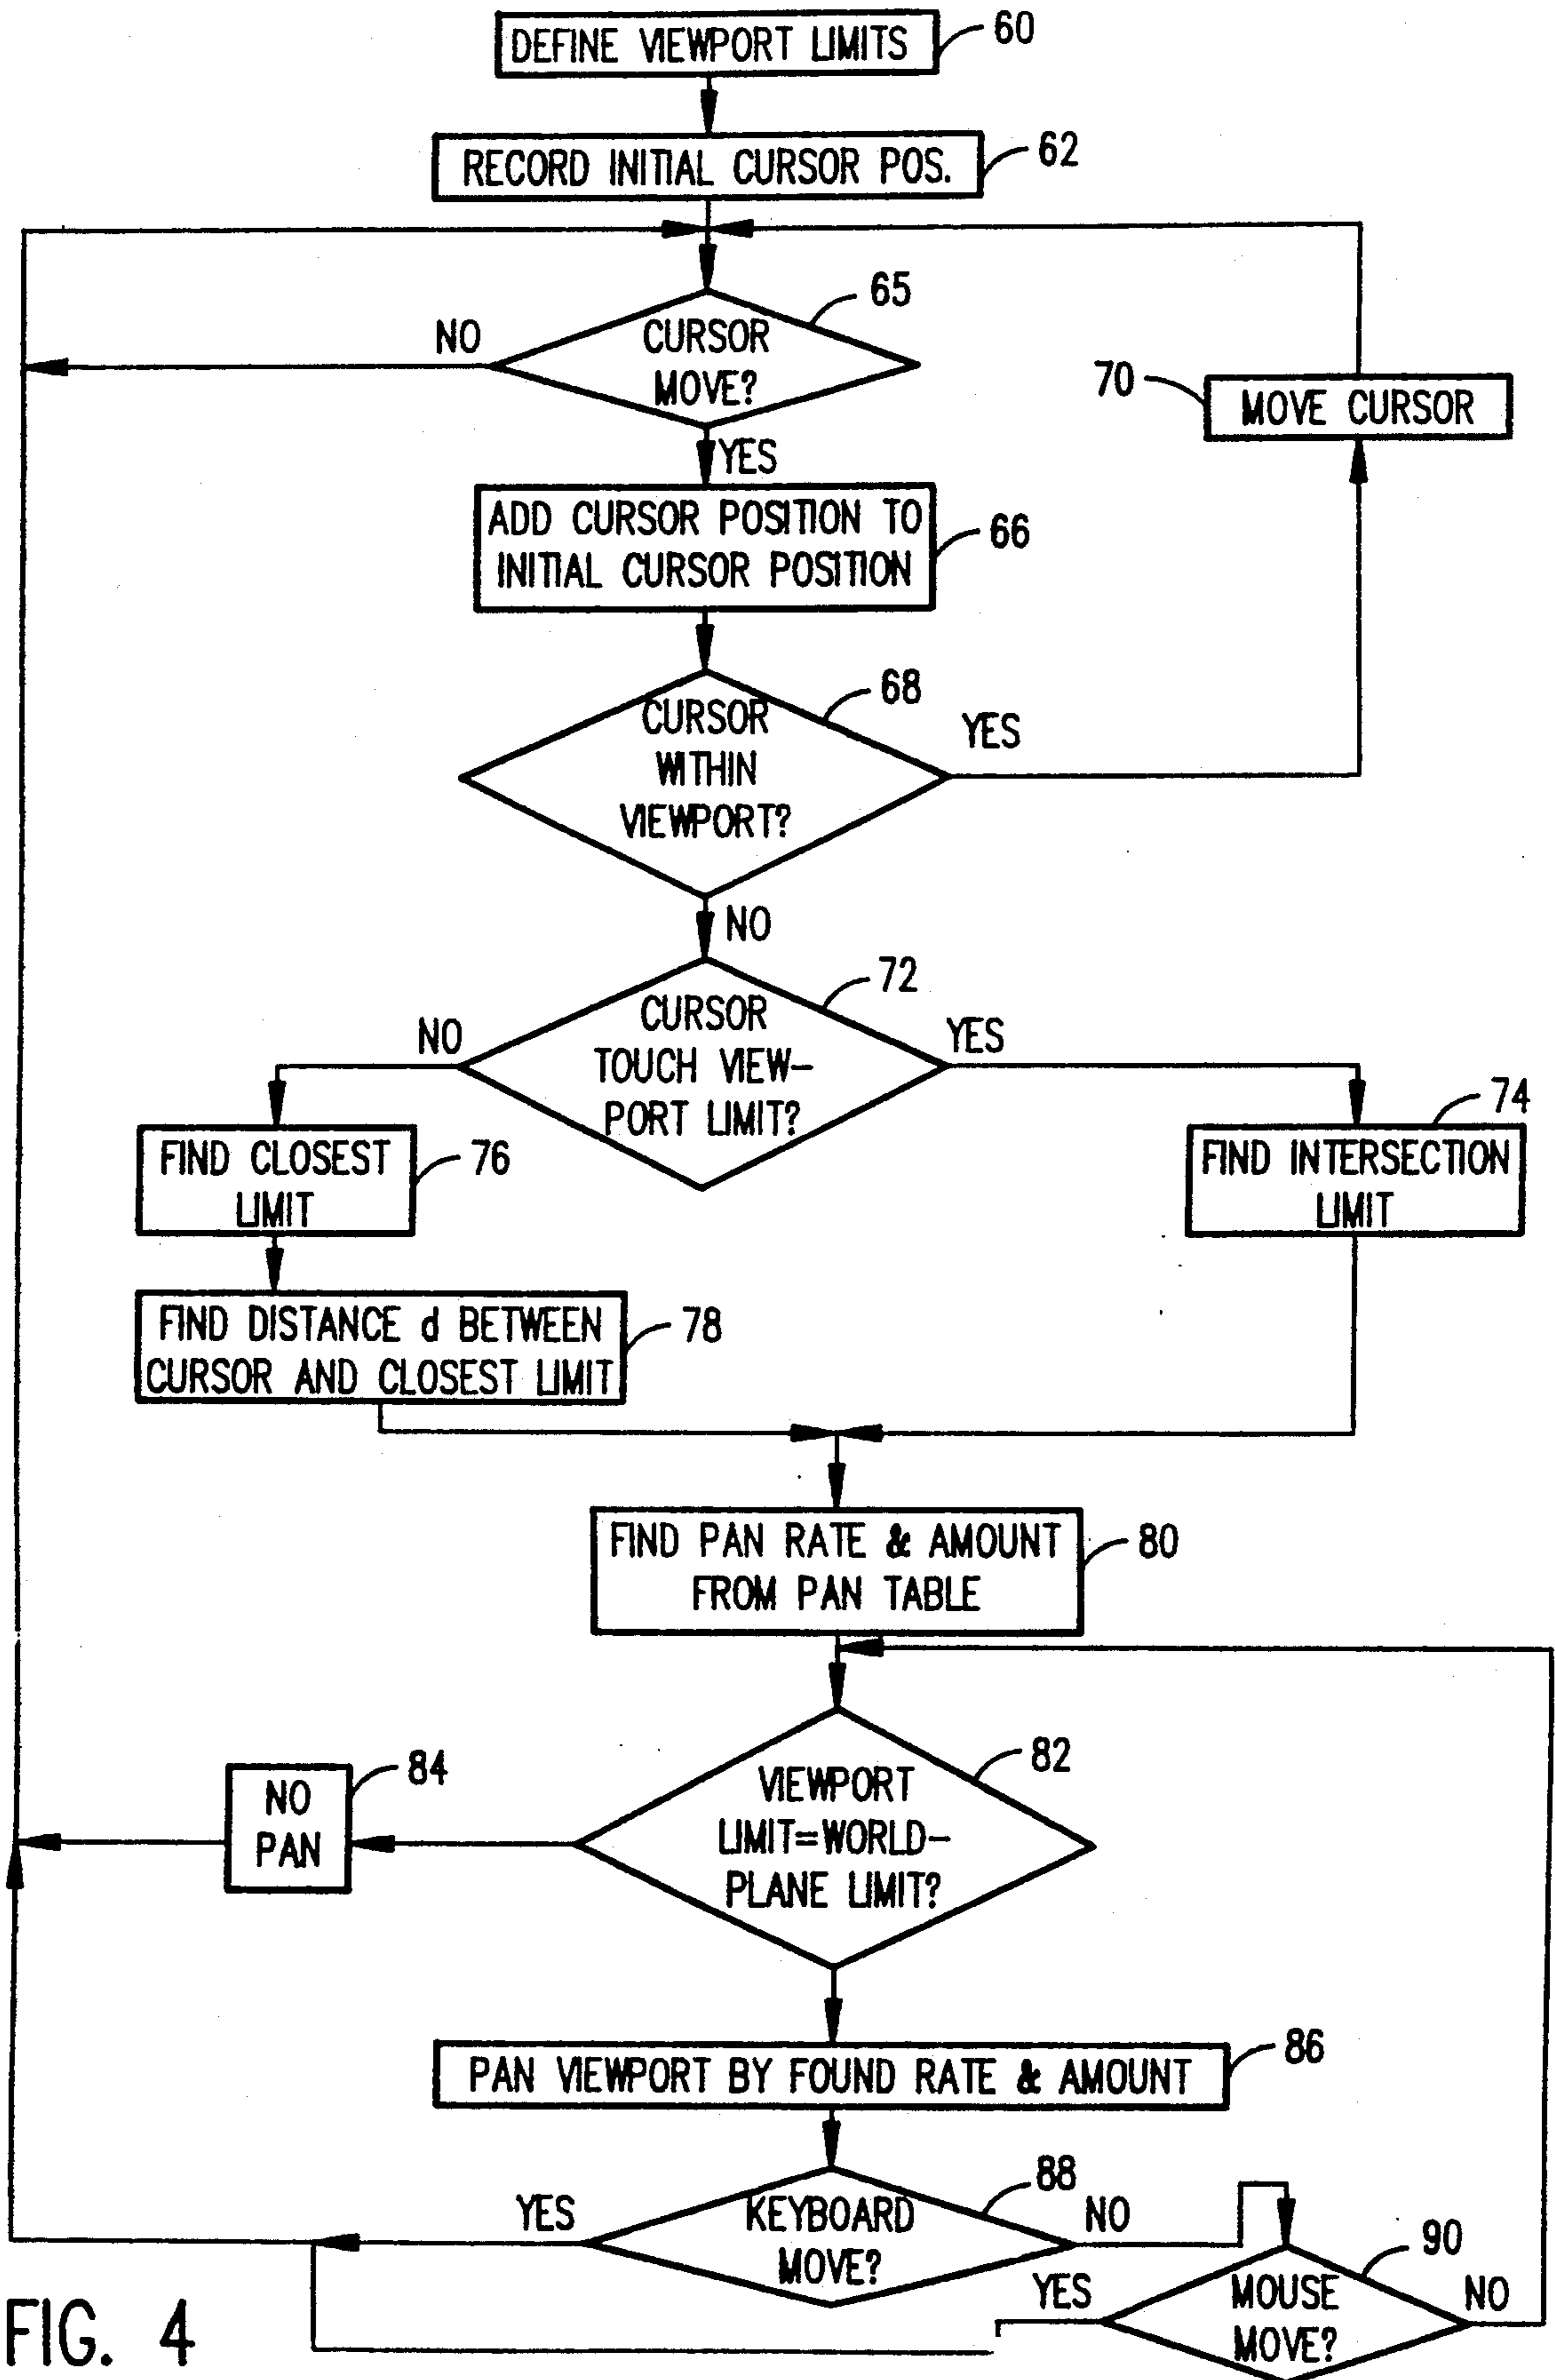 DEFINE VIEWPORT LIMITS
60
RECORD INITIAL CURSOR POS.
62
65
CURSOR
MOVE?
NO
YES
70
MOVE CURSOR
ADD CURSOR POSITION TO
INITIAL CURSOR POSITION
66
68
CURSOR
WITHIN
VIEWPORT?
YES
NO
72
CURSOR
TOUCH VIEW-
PORT LIMIT?
NO
YES
74
FIND CLOSEST
LIMIT
76
FIND INTERSECTION
LIMIT
FIND DISTANCE d BETWEEN
CURSOR AND CLOSEST LIMIT
78
FIND PAN RATE & AMOUNT
FROM PAN TABLE
80
82
VIEWPORT
LIMIT=WORLD-
PLANE LIMIT?
84
NO
PAN
PAN VIEWPORT BY FOUND RATE & AMOUNT
86
88
KEYBOARD
MOVE?
YES
NO
90
MOUSE
MOVE?
YES
NO
FIG. 4